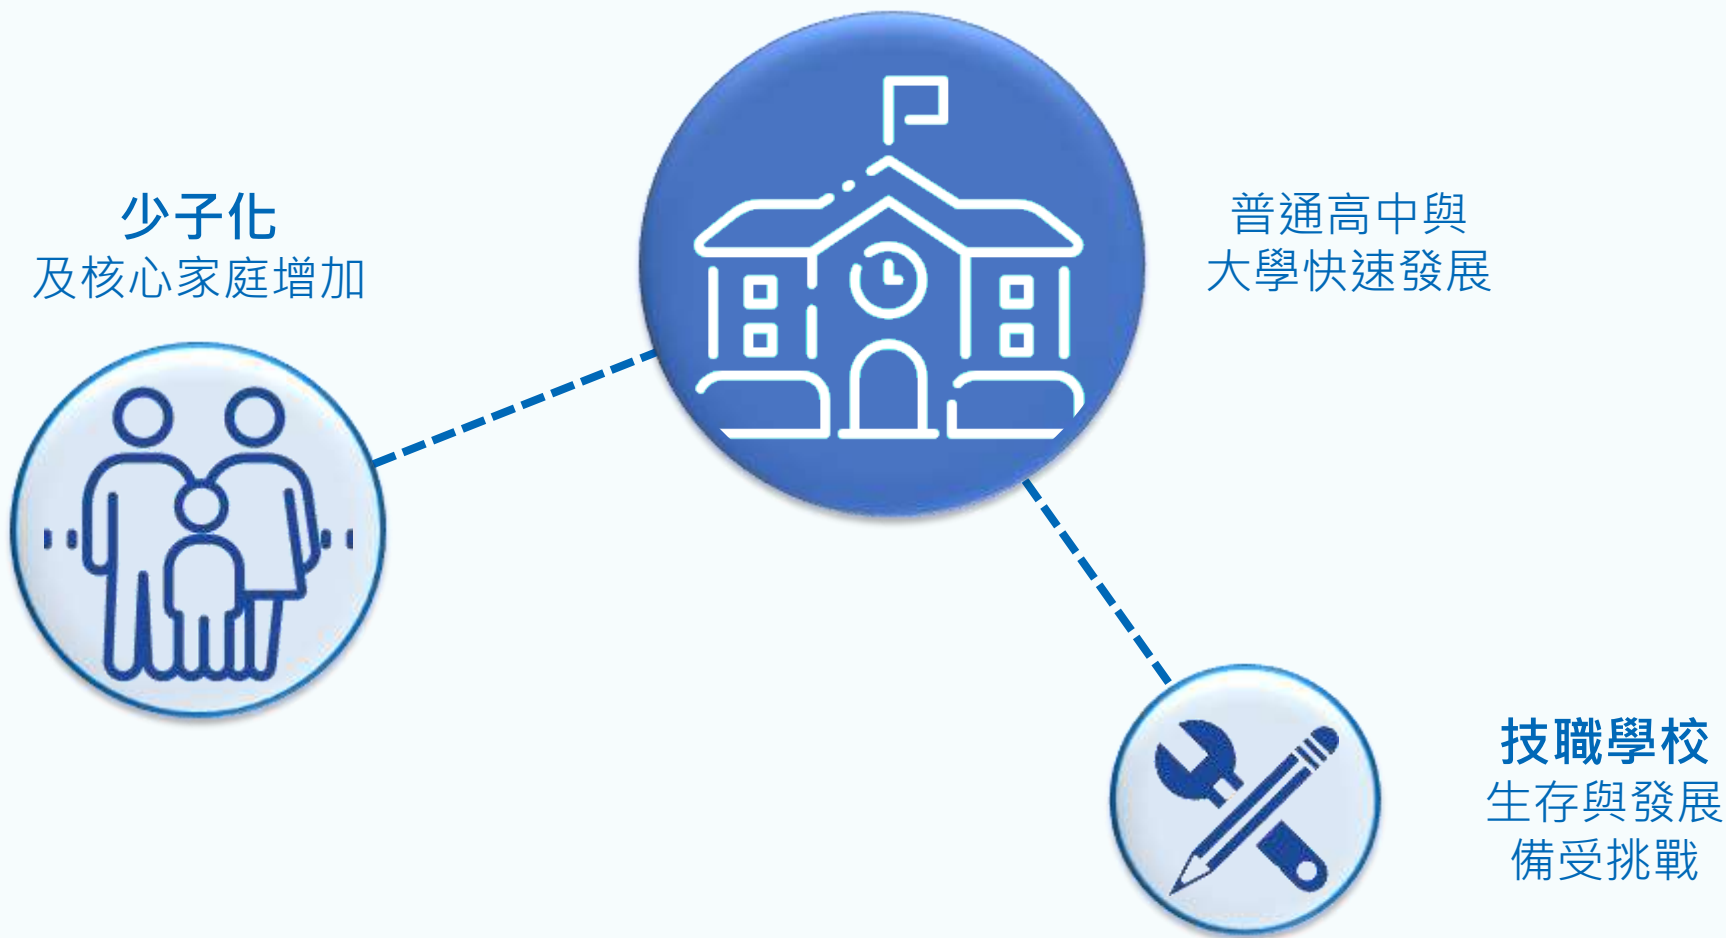 少子化
及核心家庭增加
普通高中與
大學快速發展
技職學校
生存與發展
備受挑戰